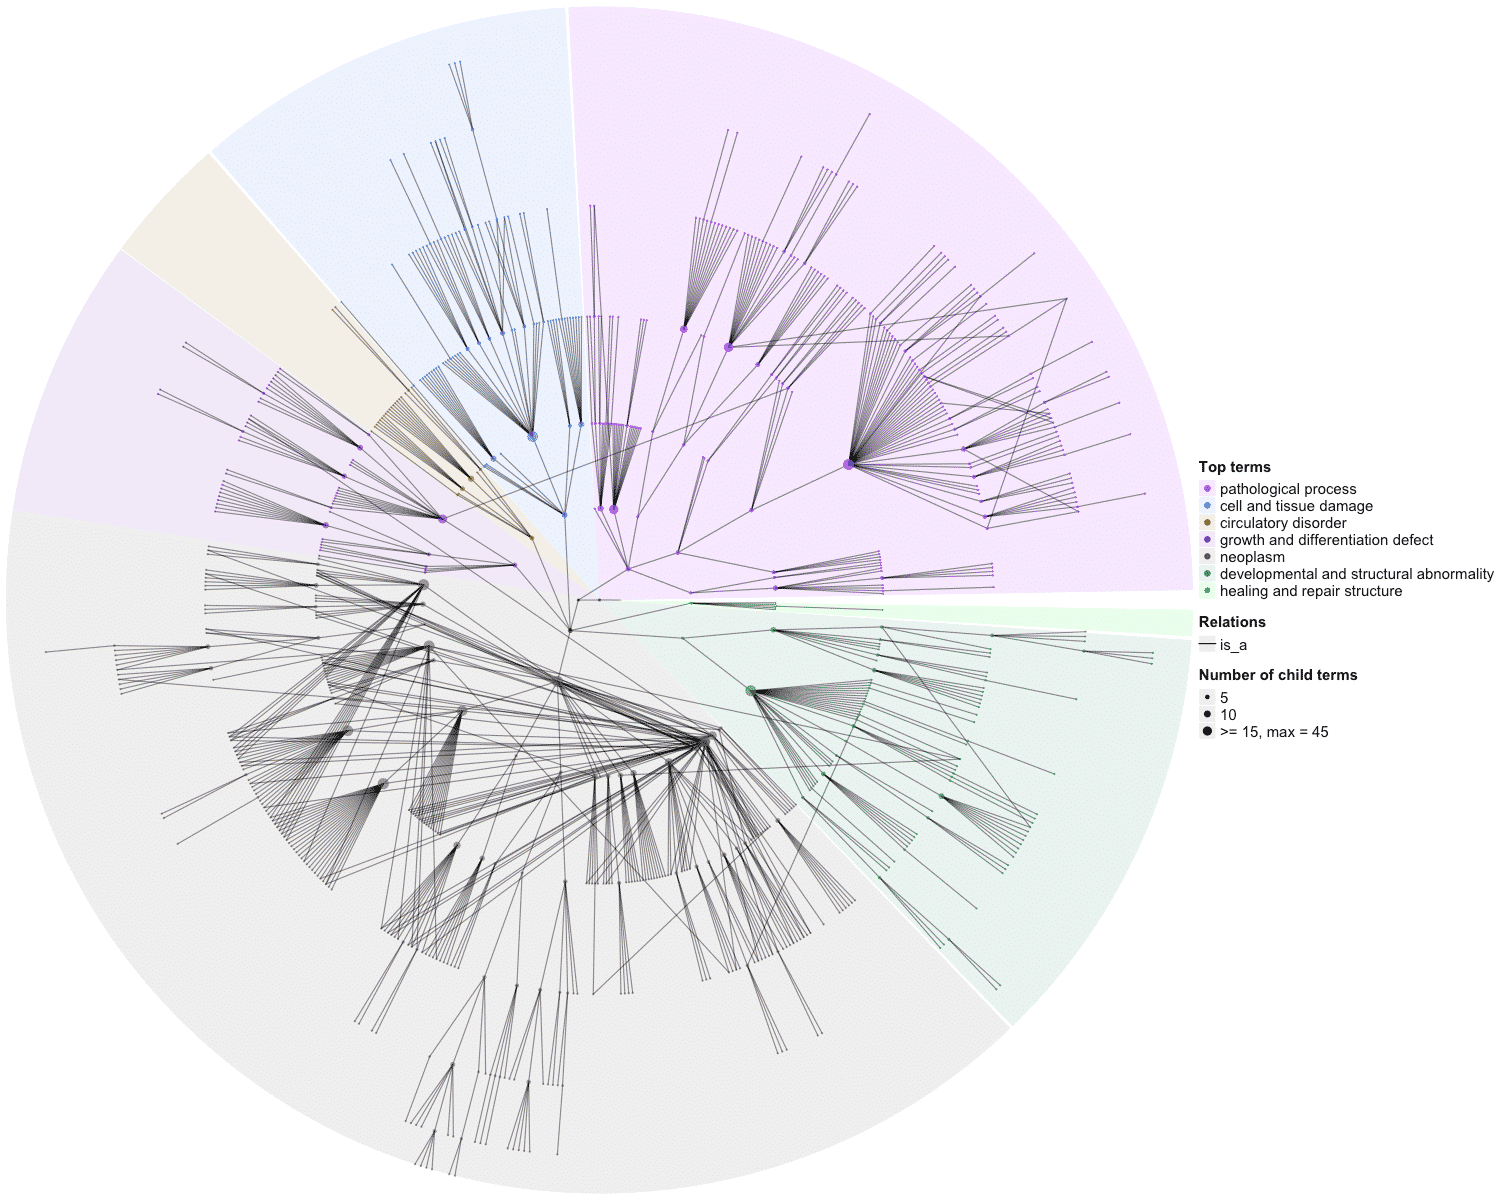 Top terms
pathological process
cell and tissue damage
circulatory disorder
growth and differentiation defect
neoplasm
developmental and structural abnormality
healing and repair structure
Relations
is_a
Number of child terms
5
10
>= 15, max = 45